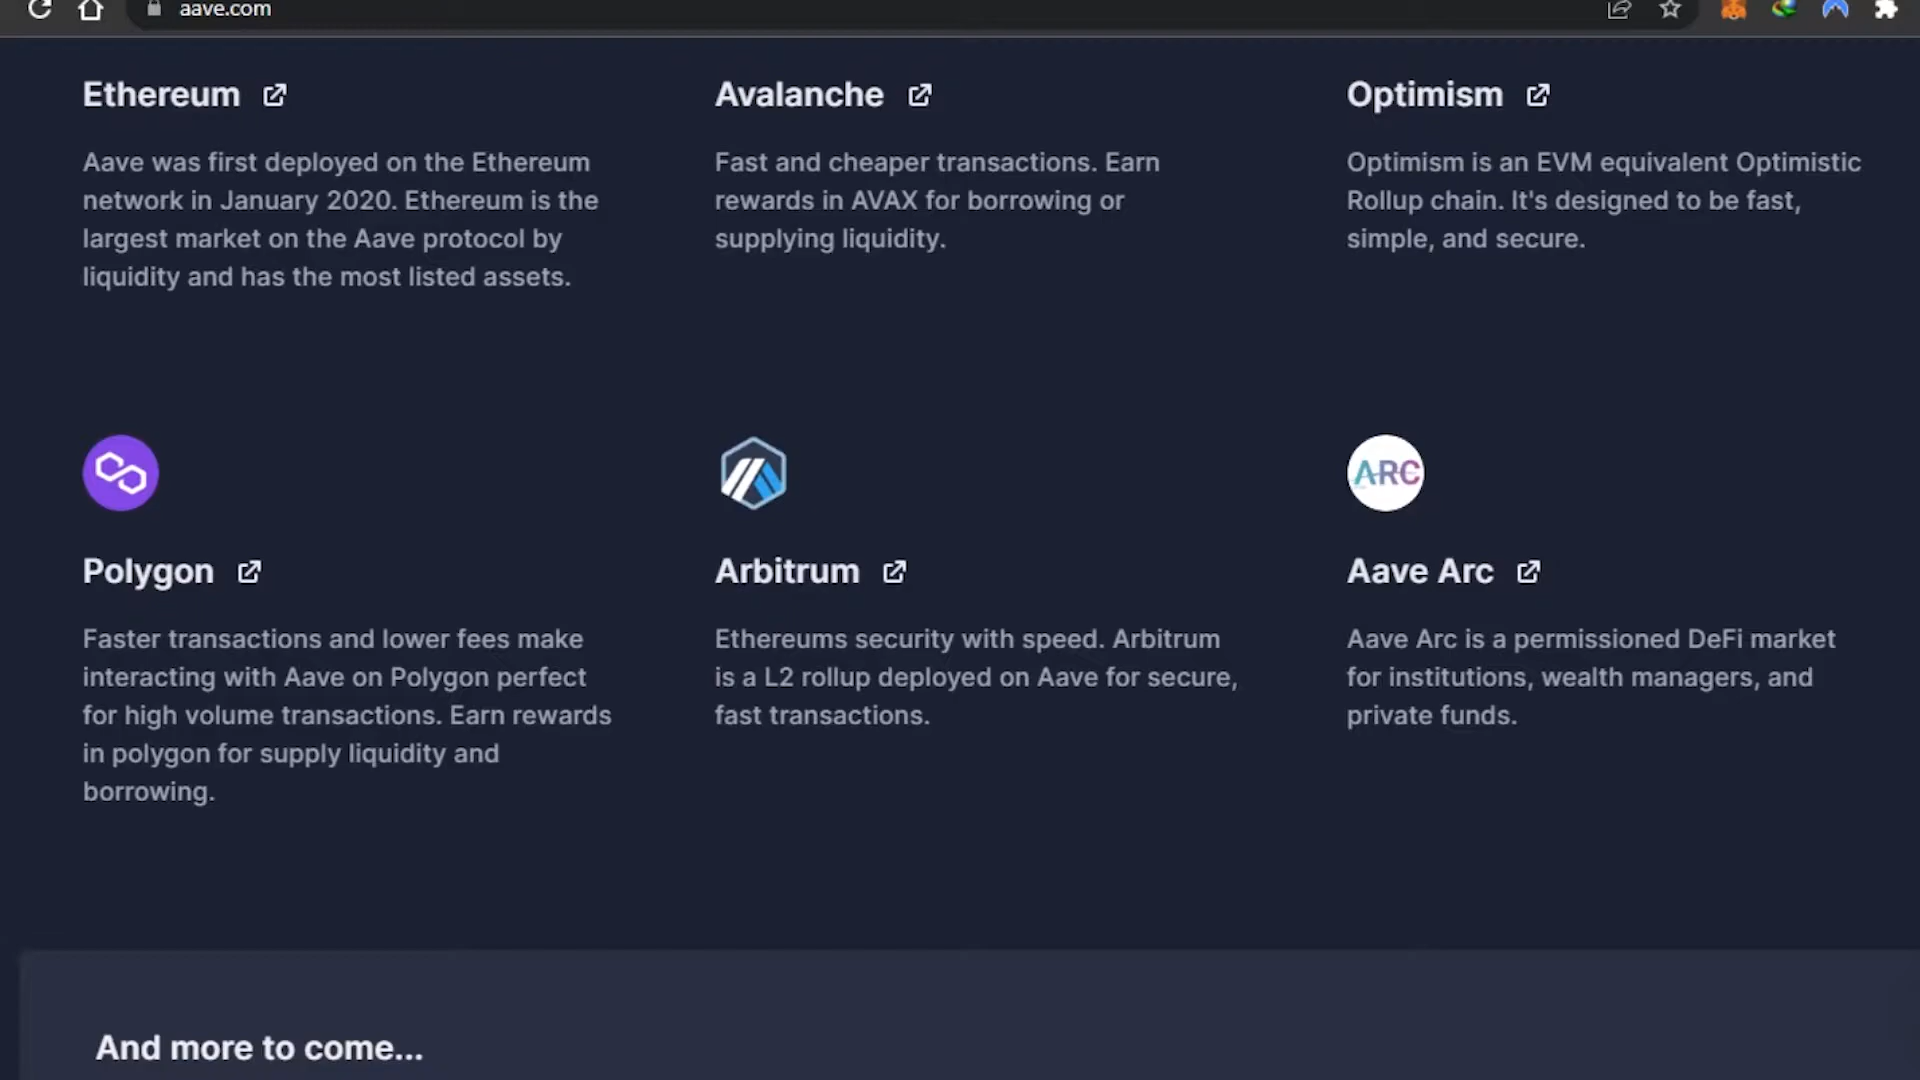 aave.com
Ethereum
Avalanche
Optimism
Aave was first deployed on the Ethereum
network in January 2020. Ethereum is the
largest market on the Aave protocol by
liquidity and has the most listed assets.
Fast and cheaper transactions. Earn
rewards in AVAX for borrowing or
supplying liquidity.
Optimism is an EVM equivalent Optimistic
Rollup chain. It's designed to be fast,
simple, and secure.
ARC
Polygon
Arbitrum
Aave Arc
Faster transactions and lower fees make
interacting with Aave on Polygon perfect
for high volume transactions. Earn rewards
in polygon for supply liquidity and
borrowing.
Ethereums security with speed. Arbitrum
is a L2 rollup deployed on Aave for secure,
fast transactions.
Aave Arc is a permissioned DeFi market
for institutions, wealth managers, and
private funds.
And more to come...